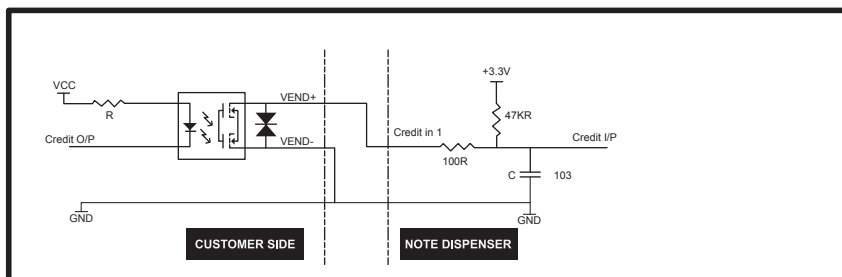 +3.3V
VCC
VEND+
R
47KR
Credit in 1
Credit I/P
Credit O/P
VEND-
100R
C 103
GND
GND
CUSTOMER SIDE
NOTE DISPENSER